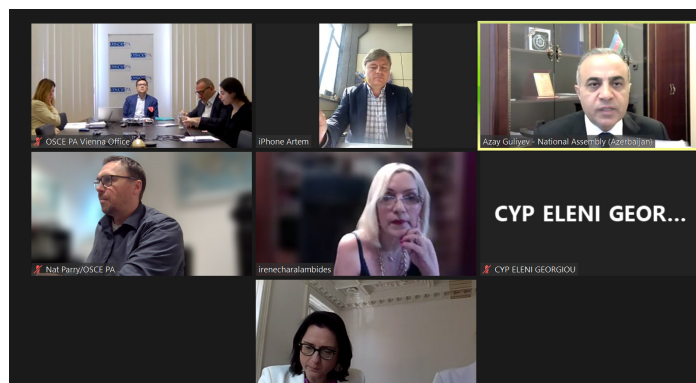 OSCE PA Vienna Office
iPhone Artem
Azay Guliyev - National Assembly (Azerbaijan)
Nat Parry/OSCE PA
irenecharalambides
CYP ELENI GEOR...
CYP ELENI GEORGIOU